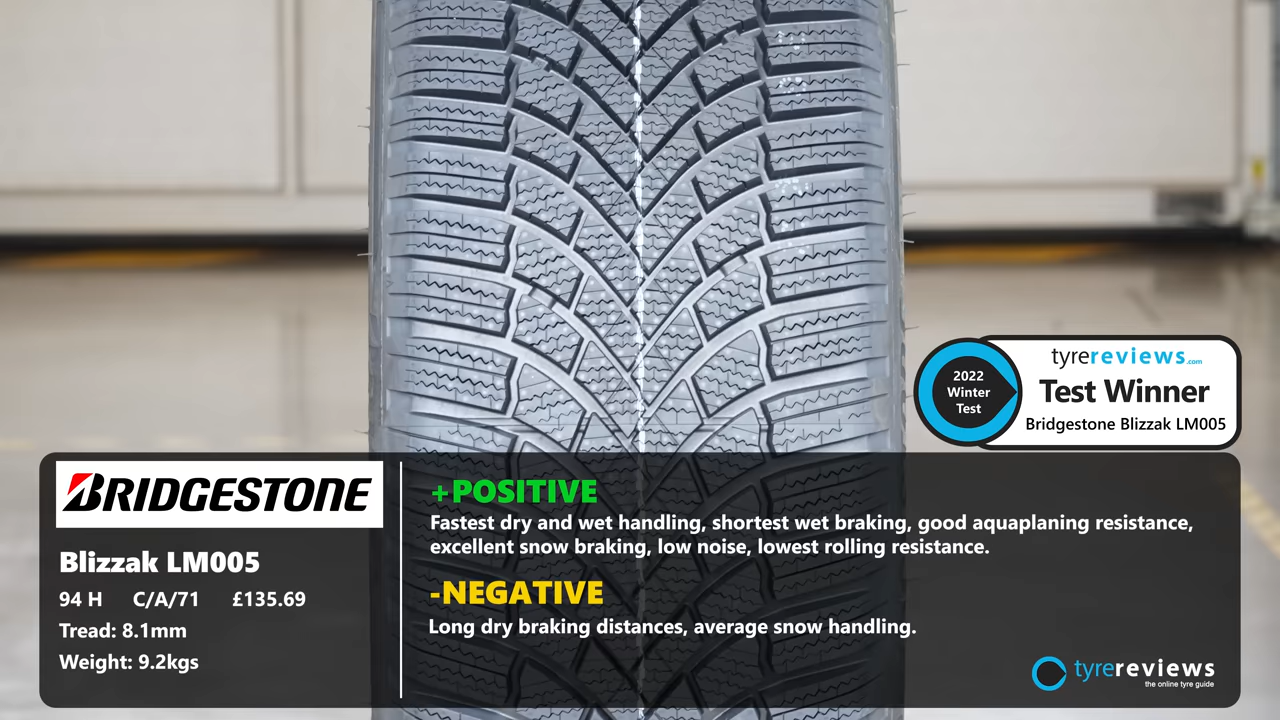 tyrereviews.com
2022
Winter
Test
Test Winner
Bridgestone Blizzak LM005
BRIDGESTONE
Blizzak LM005
94 H C/A/71 £135.69
Tread: 8.1mm
Weight: 9.2kgs
+POSITIVE
Fastest dry and wet handling, shortest wet braking, good aquaplaning resistance,
excellent snow braking, low noise, lowest rolling resistance.
-NEGATIVE
Long dry braking distances, average snow handling.
tyrereviews
the online tyre guide